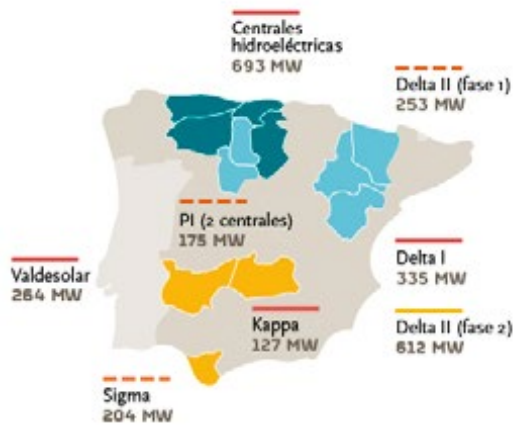 Centrales
hidroeléctricas
693 MW
Delta II (fase 1)
253 MW
PI (2 centrales)
175 MW
Valdesolar
264 MW
Delta I
335 MW
Kappa
127 MW
Delta II (fase 2)
612 MW
Sigma
204 MW